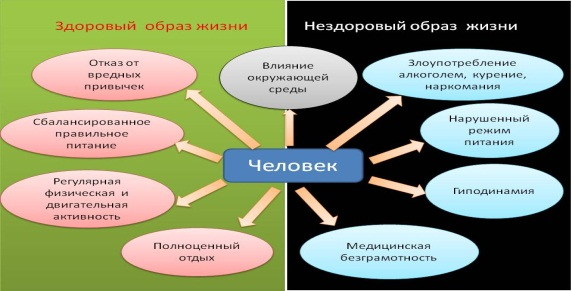 Здоровый образ жизни
Нездоровый образ жизни
Отказ от
вредных
привычек
Влияние
окружающей
среды
Злоупотребление
алкоголем, курение,
наркомания
Сбалансированное
правильное
питание
Нарушенный
режим
питания
Человек
Регулярная
физическая и
двигательная
активность
Гиподинамия
Полноценный
отдых
Медицинская
безграмотность